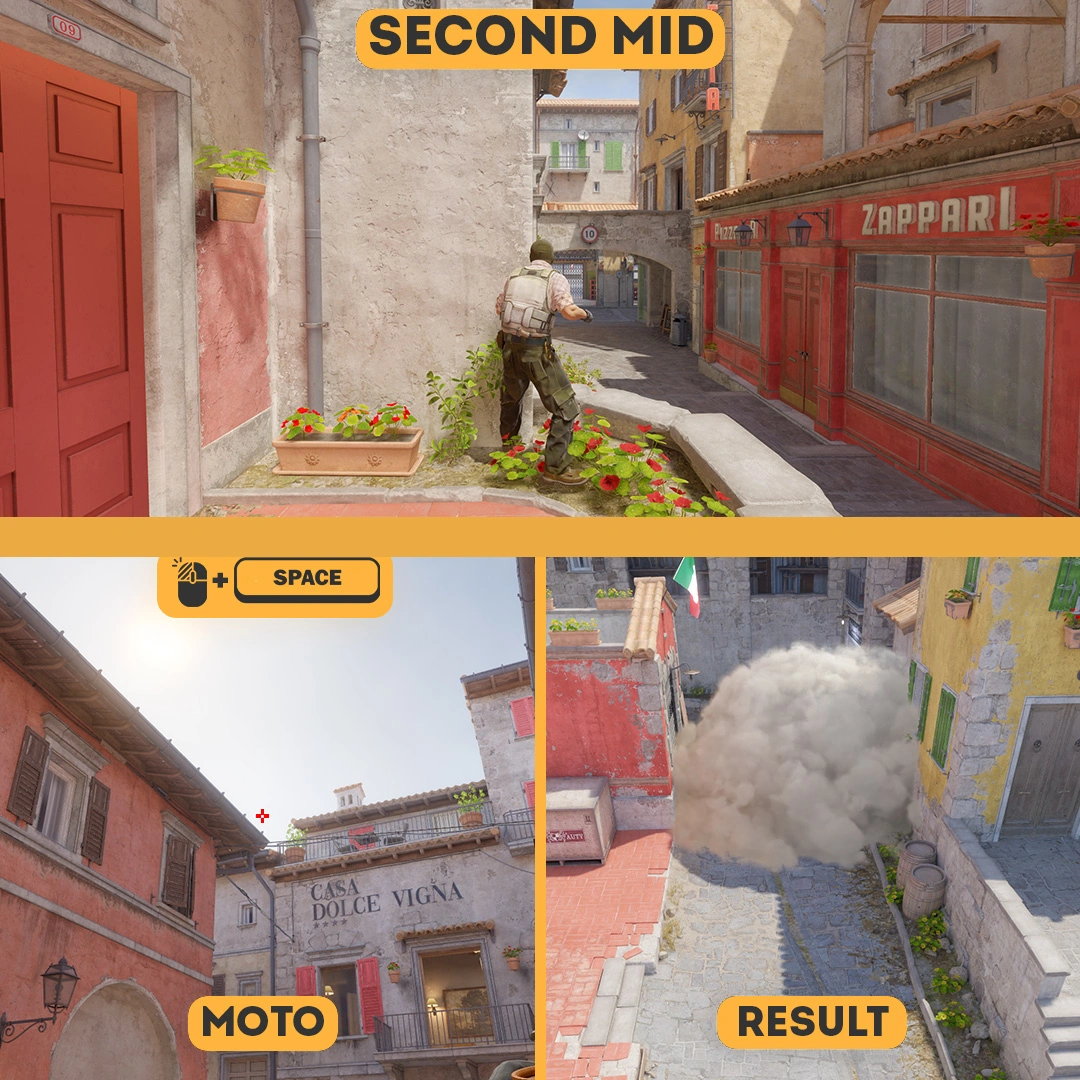 SECOND MID
09
10
ZAPPARI
SPACE
CASA
DOLCE VIGNA
MOTO
RESULT